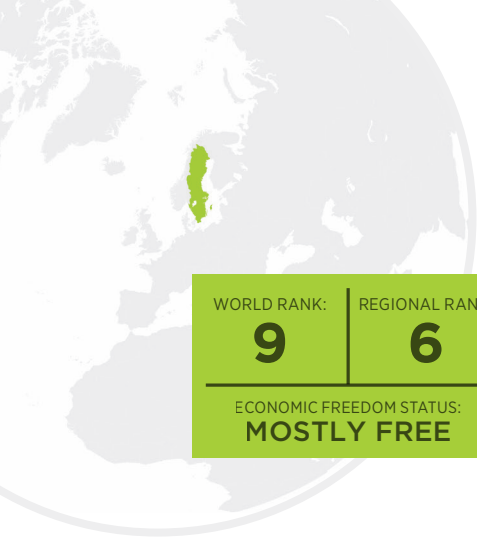 WORLD RANK: REGIONAL RAN
9 6
ECONOMIC FREEDOM STATUS:
MOSTLY FREE